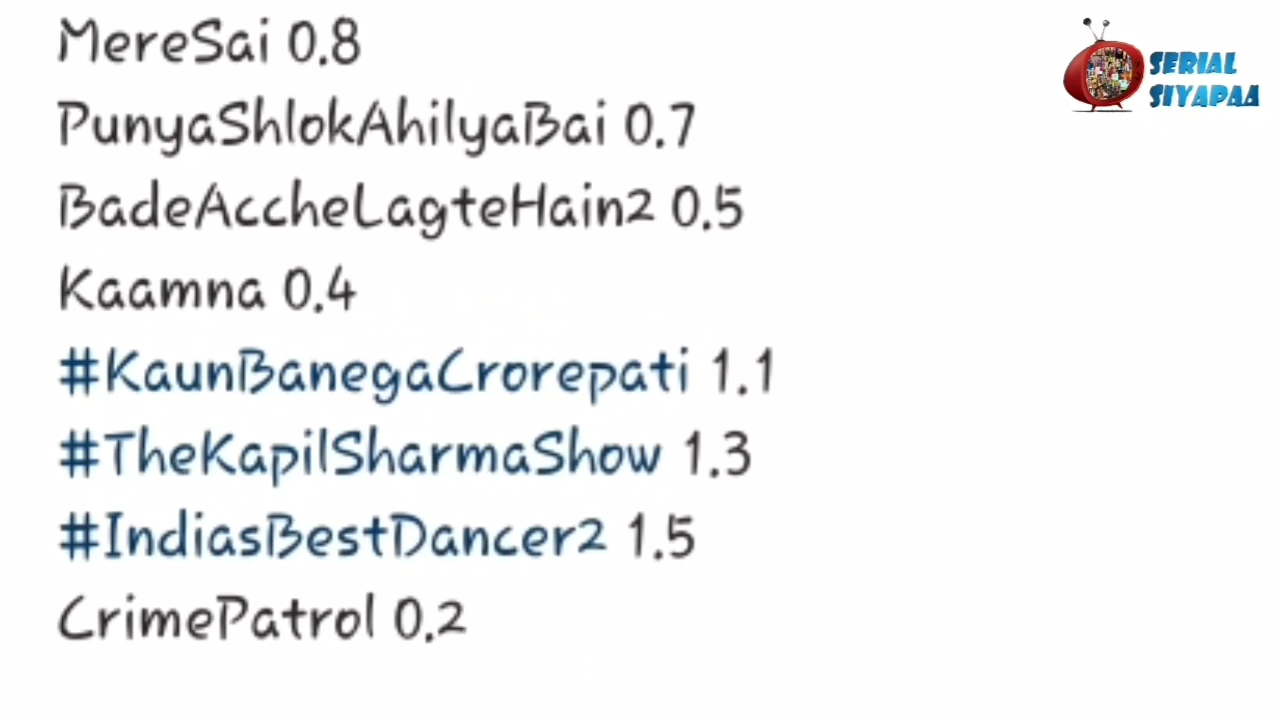 MereSai 0.8
PunyaShlokAhilyaBai 0.7
BadeAccheLagteHain2 0.5
Kaamna 0.4
#KaunBanegaCrorepati 1.1
#TheKapilSharmaShow 1.3
#IndiasBestDancer2 1.5
CrimePatrol 0.2
SERIAL
SIYAPAA